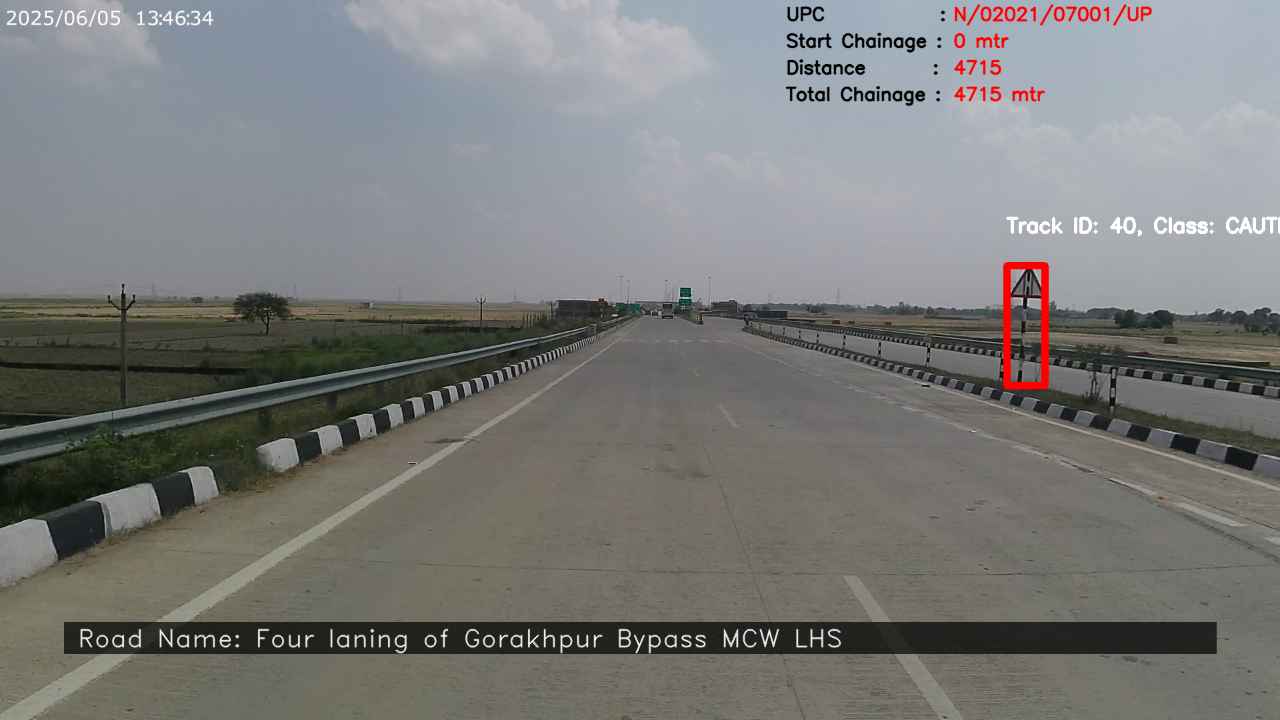 2025/06/05 13:46:34
UPC : N/02021/07001/UP
Start Chainage : 0 mtr
Distance : 4715
Total Chainage : 4715 mtr
Track ID: 40, Class: CAUTI
Road Name: Four laning of Gorakhpur Bypass MCW LHS